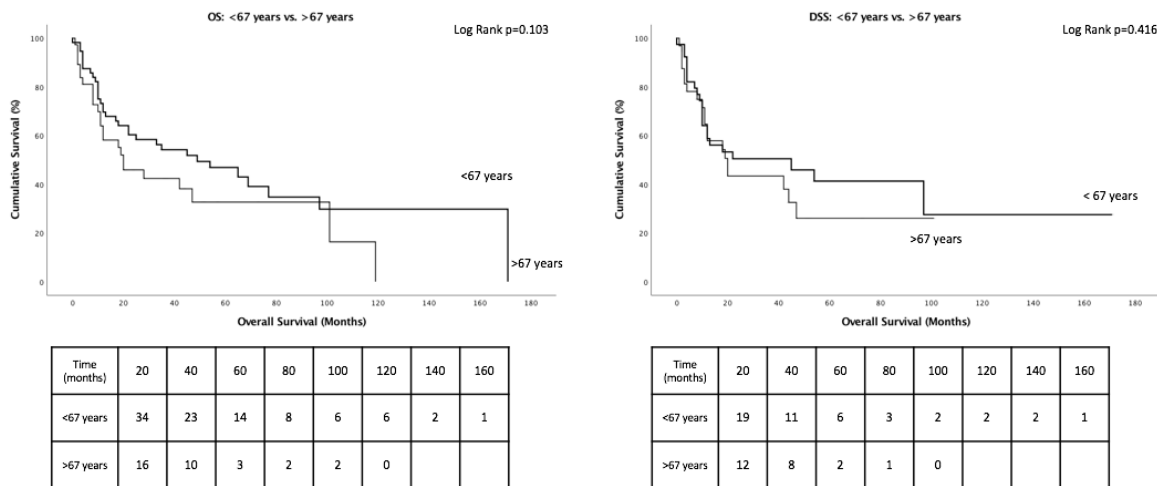 OS: <67 years vs. >67 years
Log Rank p=0.103
Cumulative Survival (%)
100
80
60
40
20
0
<67 years
>67 years
0 20 40 60 80 100 120 140 160 180
Overall Survival (Months)
Time (months) 20 40 60 80 100 120 140 160
<67 years 34 23 14 8 6 6 2 1
>67 years 16 10 3 2 2 0
DSS: <67 years vs. >67 years
Log Rank p=0.416
Cumulative Survival (%)
100
80
60
40
20
0
< 67 years
>67 years
0 20 40 60 80 100 120 140 160 180
Overall Survival (Months)
Time (months) 20 40 60 80 100 120 140 160
<67 years 19 11 6 3 2 2 2 1
>67 years 12 8 2 1 0